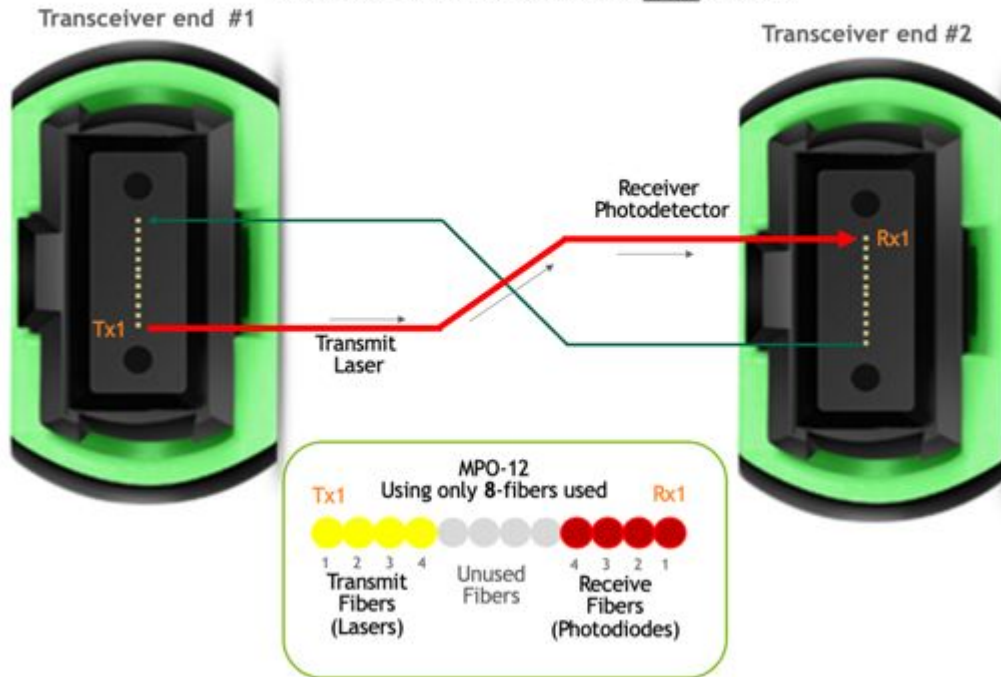 Transceiver end #1
Transceiver end #2
Receiver
Photodetector
Rx1
Tx1
Transmit
Laser
MPO-12
Tx1
Using only 8-fibers used
Rx1
1 2 3 4
4 3 2 1
Transmit
Fibers
(Lasers)
Unused
Fibers
Receive
Fibers
(Photodiodes)